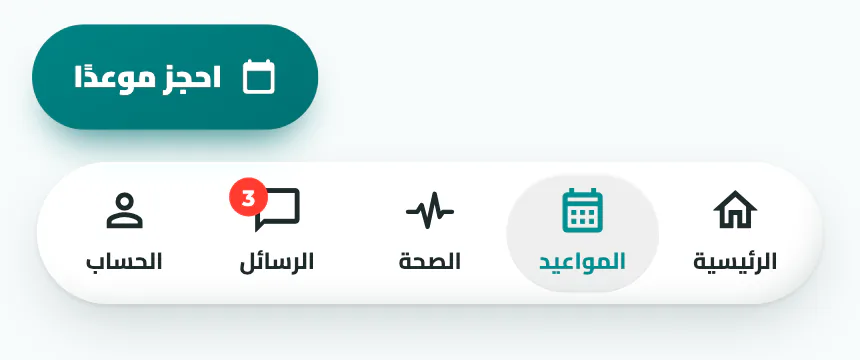 احجز موعدًا
الرئيسية
المواعيد
الصحة
3
الرسائل
الحساب